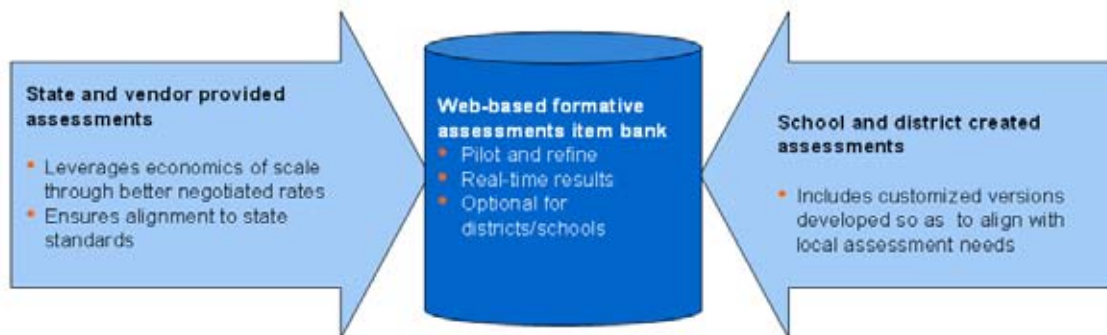 State and vendor provided
assessments
• Leverages economics of scale
through better negotiated rates
• Ensures alignment to state
standards
Web-based formative
assessments item bank
• Pilot and refine
• Real-time results
• Optional for
districts/schools
School and district created
assessments
• Includes customized versions
developed so as to align with
local assessment needs